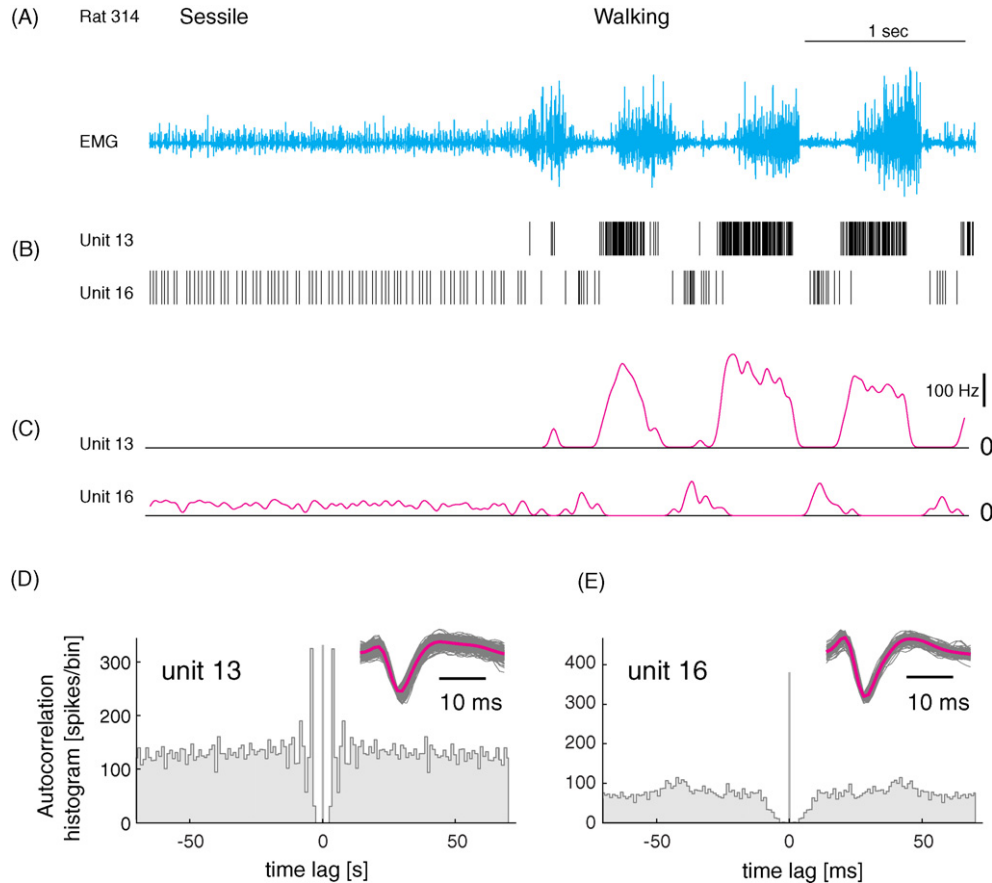 (A) Rat 314 Sessile Walking
1 sec
EMG
(B) Unit 13
Unit 16
100 Hz
(C) Unit 13 0
Unit 16 0
(D) (E)
Autocorrelation
histogram [spikes/bin]
300
200
100
0
unit 13
10 ms
-50 0 50
time lag [s]
400
300
200
100
0
unit 16
10 ms
-50 0 50
time lag [ms]